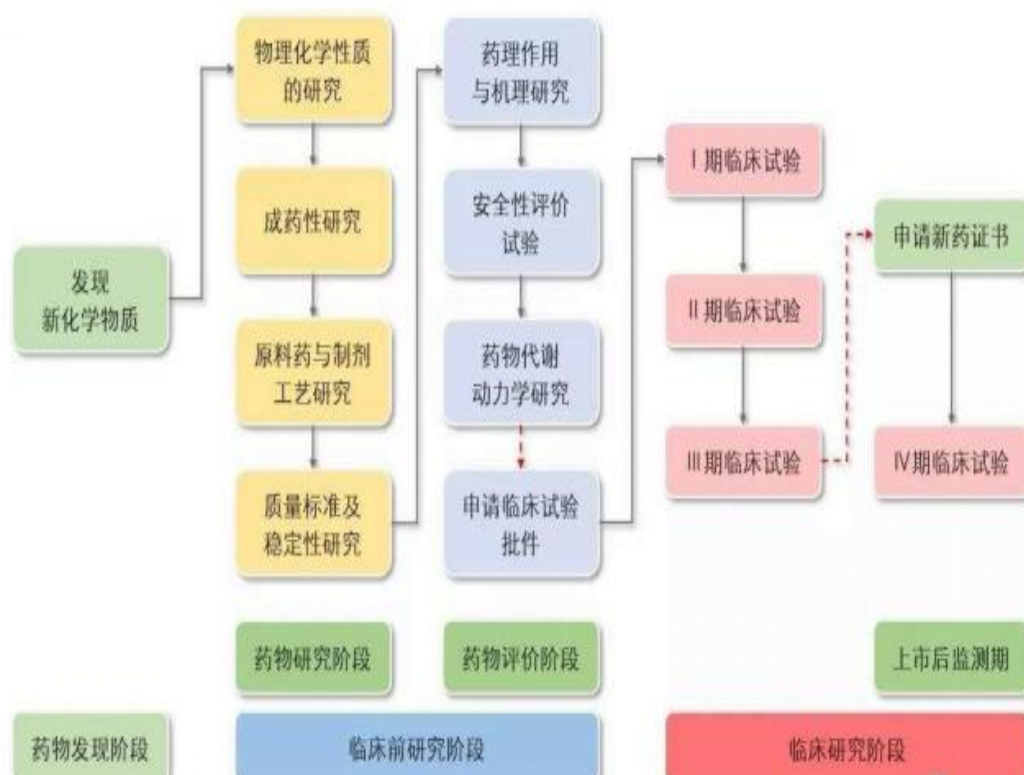 发现
新化学物质
物理化学性质
的研究
成药性研究
原料药与制剂
工艺研究
质量标准及
稳定性研究
药理作用
与机理研究
安全性评价
试验
药物代谢
动力学研究
申请临床试验
批件
Ⅰ期临床试验
Ⅱ期临床试验
Ⅲ期临床试验
申请新药证书
Ⅳ期临床试验
药物研究阶段
药物评价阶段
上市后监测期
药物发现阶段
临床前研究阶段
临床研究阶段